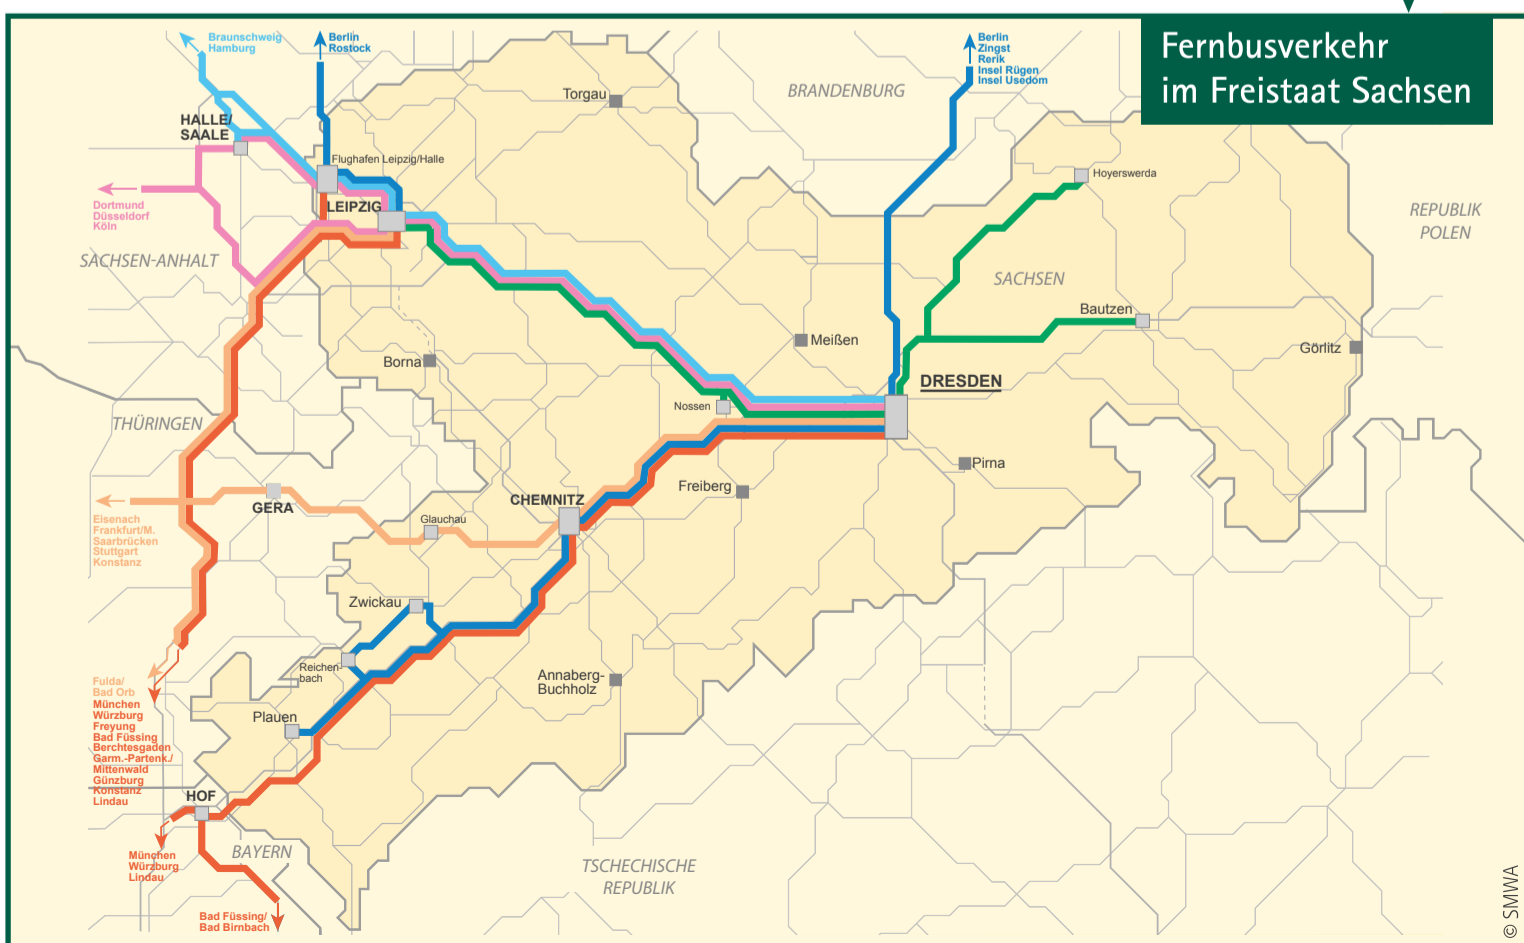 Fernbusverkehr
im Freistaat Sachsen
Braunschweig
Hamburg
Berlin
Rostock
Berlin
Zingst
Rerik
Insel Rügen
Insel Usedom
BRANDENBURG
Torgau
HALLE/
SAALE
Flughafen Leipzig/Halle
Hoyerswerda
LEIPZIG
Dortmund
Düsseldorf
Köln
REPUBLIK
POLEN
SACHSEN-ANHALT
SACHSEN
Bautzen
Meißen
Görlitz
Borna
DRESDEN
Nossen
THÜRINGEN
Pirna
Freiberg
CHEMNITZ
GERA
Glauchau
Eisenach
Frankfurt/M.
Saarbrücken
Stuttgart
Konstanz
Zwickau
Reichen-
bach
Annaberg-
Buchholz
Plauen
Fulda/
Bad Orb
München
Würzburg
Freyung
Bad Füssing
Berchtesgaden
Garm.-Partenk./
Mittenwald
Günzburg
Konstanz
Lindau
HOF
BAYERN
München
Würzburg
Lindau
TSCHECHISCHE
REPUBLIK
Bad Füssing/
Bad Birnbach
© SMWA